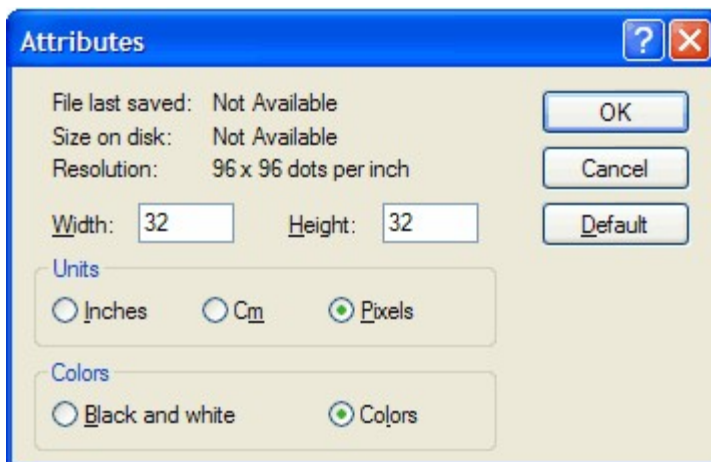 Attributes
File last saved: Not Available
OK
Size on disk: Not Available
Resolution: 96 x 96 dots per inch
Cancel
Width: 32 Height: 32
Default
Units
Inches Cm Pixels
Colors
Black and white Colors